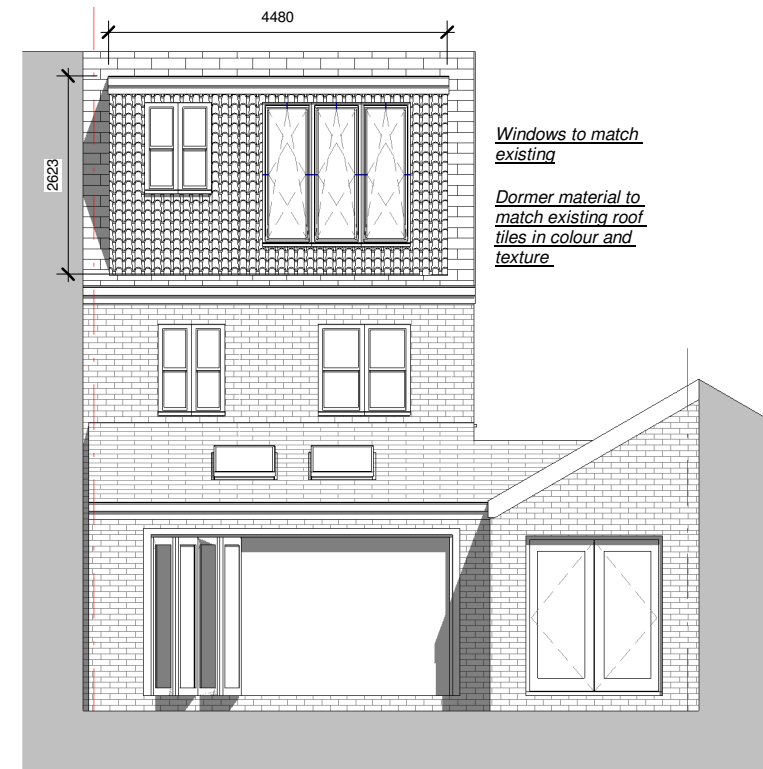 4480
2623
Windows to match
existing
Dormer material to
match existing roof
tiles in colour and
texture